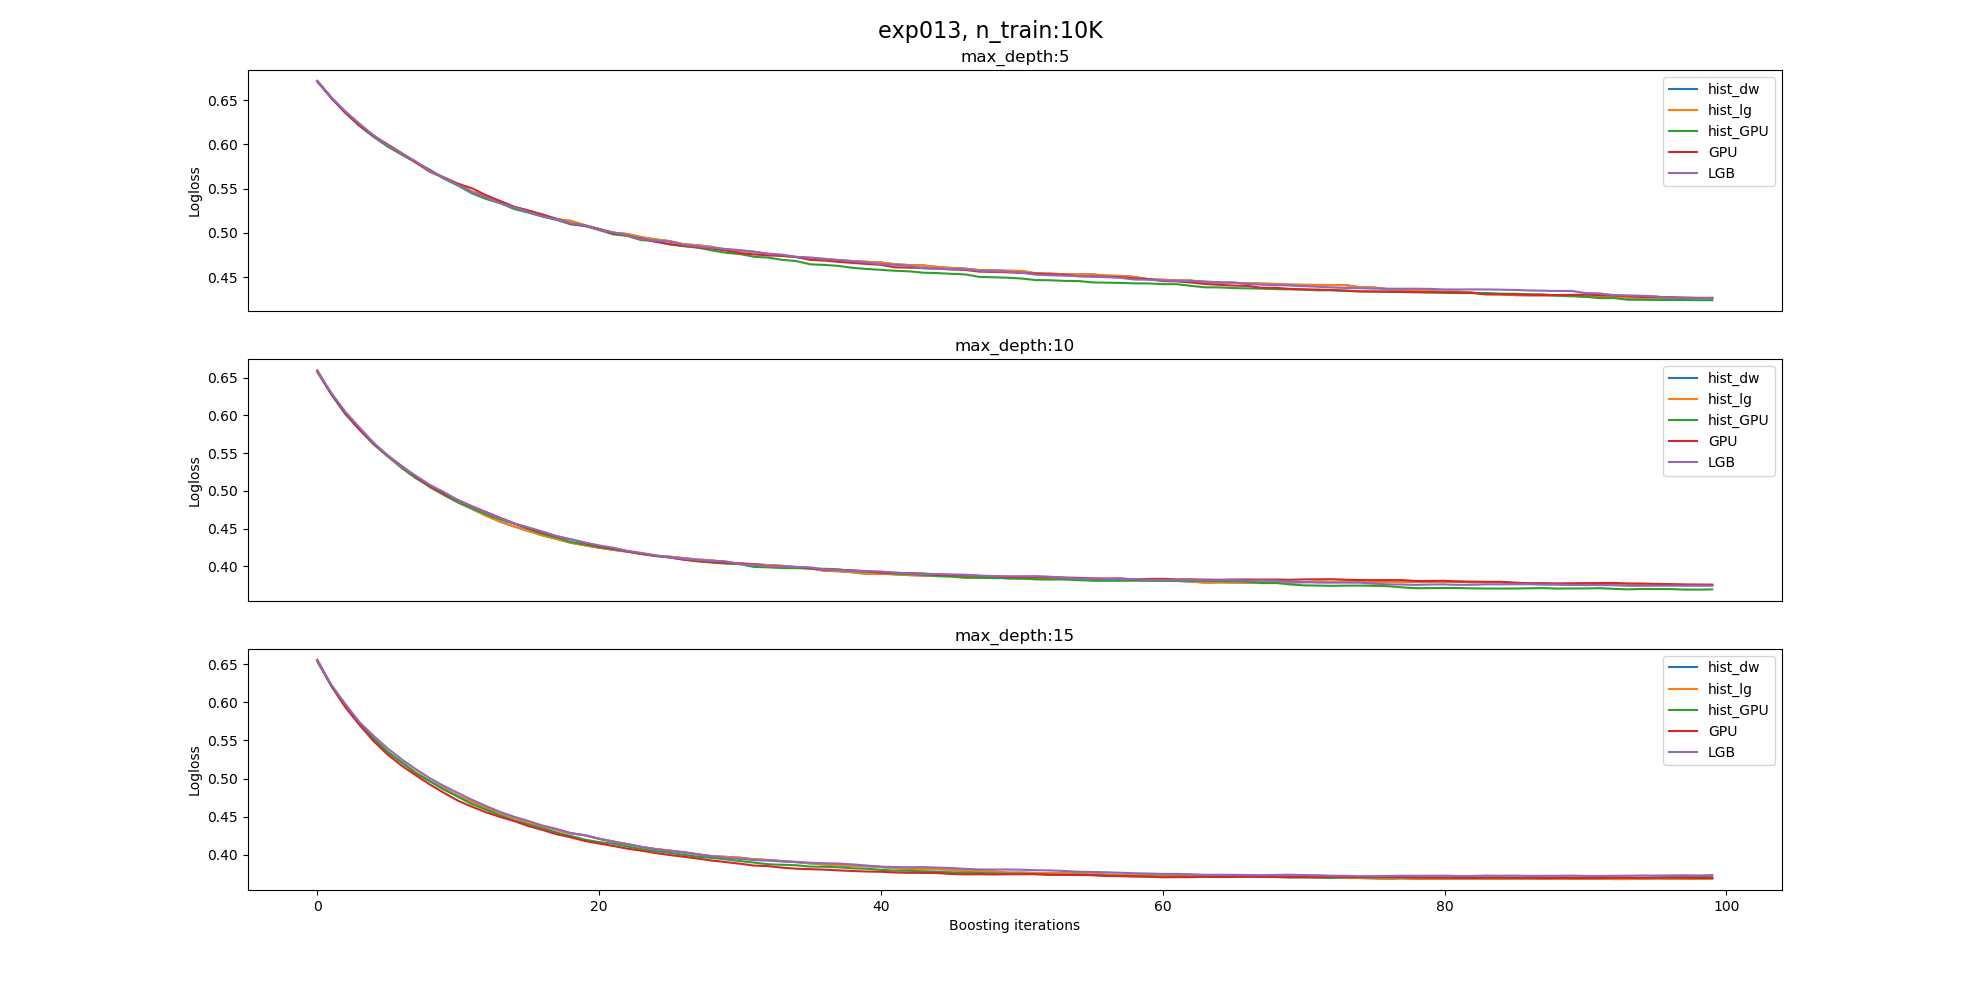 exp013, n_train:10K
max_depth:5
Logloss
0.65
0.60
0.55
0.50
0.45
hist_dw
hist_lg
hist_GPU
GPU
LGB
max_depth:10
Logloss
0.65
0.60
0.55
0.50
0.45
0.40
hist_dw
hist_lg
hist_GPU
GPU
LGB
max_depth:15
Logloss
0.65
0.60
0.55
0.50
0.45
0.40
hist_dw
hist_lg
hist_GPU
GPU
LGB
0 20 40 60 80 100
Boosting iterations